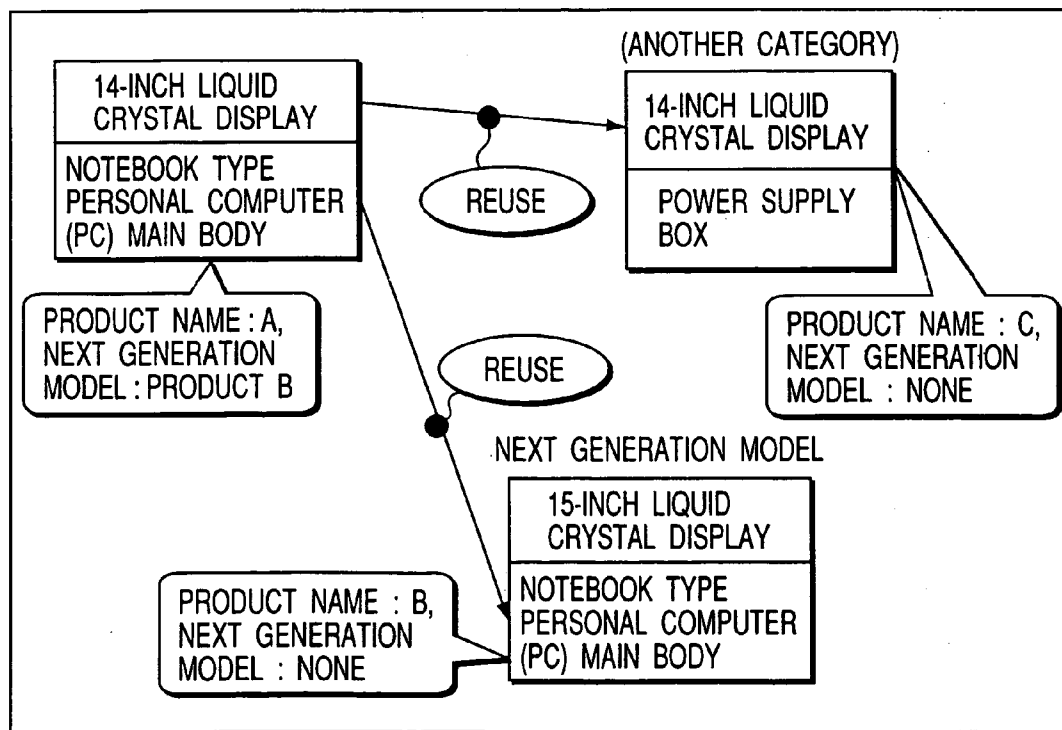 14-INCH LIQUID
CRYSTAL DISPLAY
NOTEBOOK TYPE
PERSONAL COMPUTER
(PC) MAIN BODY
PRODUCT NAME : A,
NEXT GENERATION
MODEL : PRODUCT B
REUSE
(ANOTHER CATEGORY)
14-INCH LIQUID
CRYSTAL DISPLAY
POWER SUPPLY
BOX
PRODUCT NAME : C,
NEXT GENERATION
MODEL : NONE
REUSE
NEXT GENERATION MODEL
15-INCH LIQUID
CRYSTAL DISPLAY
NOTEBOOK TYPE
PERSONAL COMPUTER
(PC) MAIN BODY
PRODUCT NAME : B,
NEXT GENERATION
MODEL : NONE